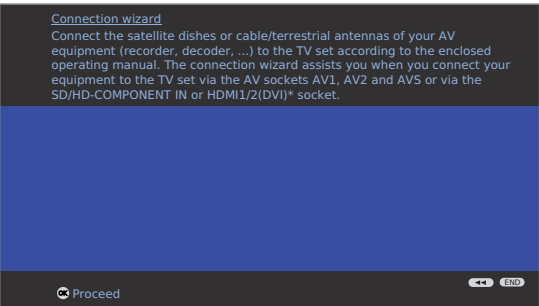 Connection wizard
Connect the satellite dishes or cable/terrestrial antennas of your AV
equipment (recorder, decoder, ...) to the TV set according to the enclosed
operating manual. The connection wizard assists you when you connect your
equipment to the TV set via the AV sockets AV1, AV2 and AVS or via the
SD/HD-COMPONENT IN or HDMI1/2(DVI)* socket.
END
OK Proceed